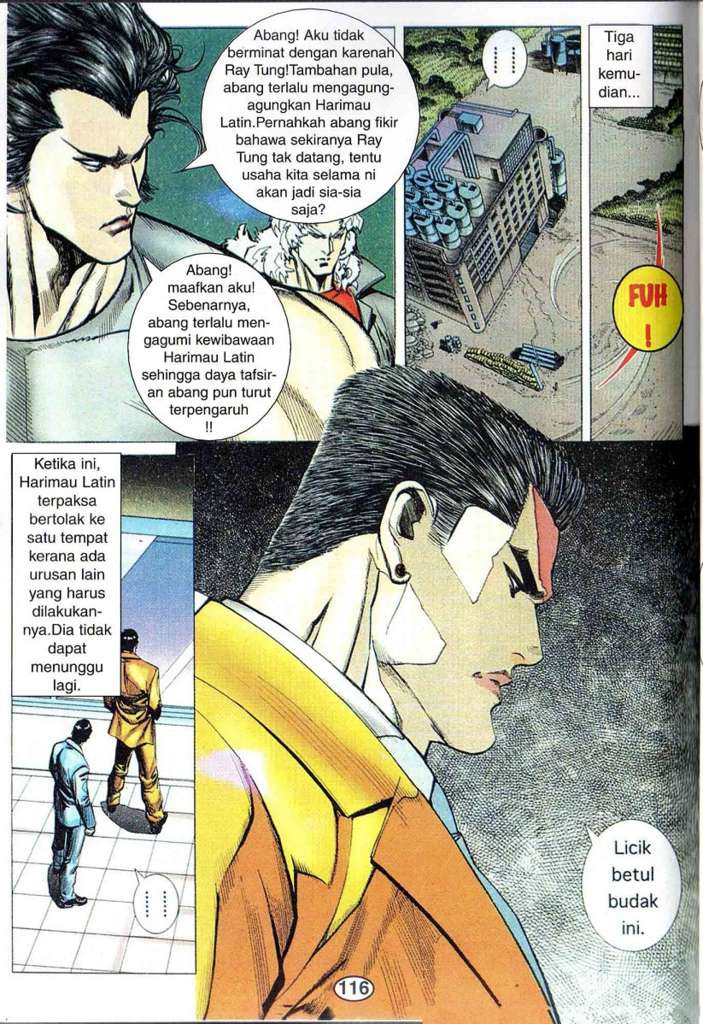 Abang! Aku tidak
berminat dengan karenah
Ray Tung!Tambahan pula,
abang terlalu mengagung-
agungkan Harimau
Latin.Pernahkah abang fikir
bahawa sekiranya Ray
Tung tak datang, tentu
usaha kita selama ni
akan jadi sia-sia
saja?
Abang!
maafkan aku!
Sebenarnya,
abang terlalu men-
gagumi kewibawaan
Harimau Latin
sehingga daya tafsir-
an abang pun turut
terpengaruh
!!
Tiga
hari
kemu-
dian...
FUH
!
Ketika ini,
Harimau Latin
terpaksa
bertolak ke
satu tempat
kerana ada
urusan lain
yang harus
dilakukan-
nya.Dia tidak
dapat
menunggu
lagi.
Licik
betul
budak
ini.
116